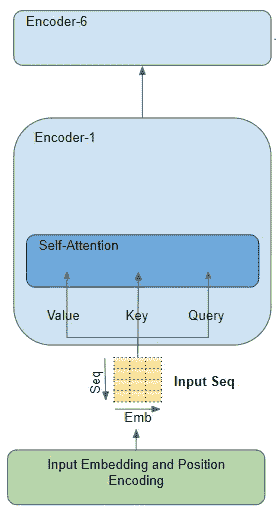 Encoder-6
Encoder-1
Self-Attention
Value Key Query
Seq
Input Seq
Emb
Input Embedding and Position
Encoding